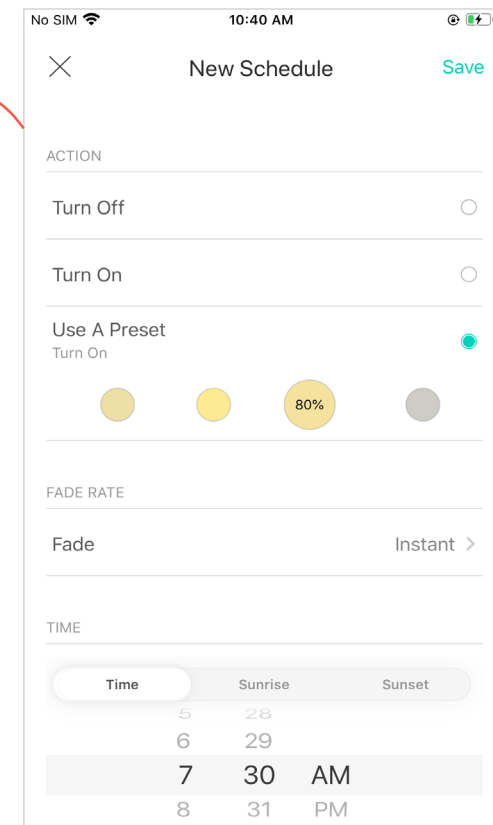 No SIM 10:40 AM
New Schedule Save
ACTION
Turn Off
Turn On
Use A Preset
Turn On
80%
FADE RATE
Fade Instant
TIME
Time Sunrise Sunset
5 28
6 29
7 30 AM
8 31 PM